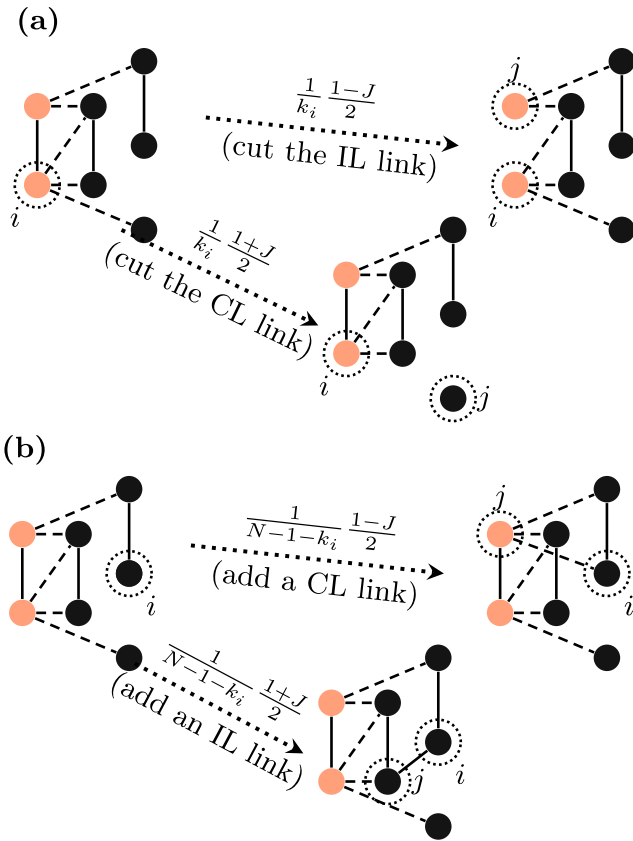 (a)
j
1/k_i 1−J/2
(cut the IL link)
i
i
1/k_i 1+J/2
(cut the CL link)
i
j
(b)
j
1/N−1−k_i 1−J/2
(add a CL link)
i
i
1/N−1−k_i 1+J/2
(add an IL link)
j
i